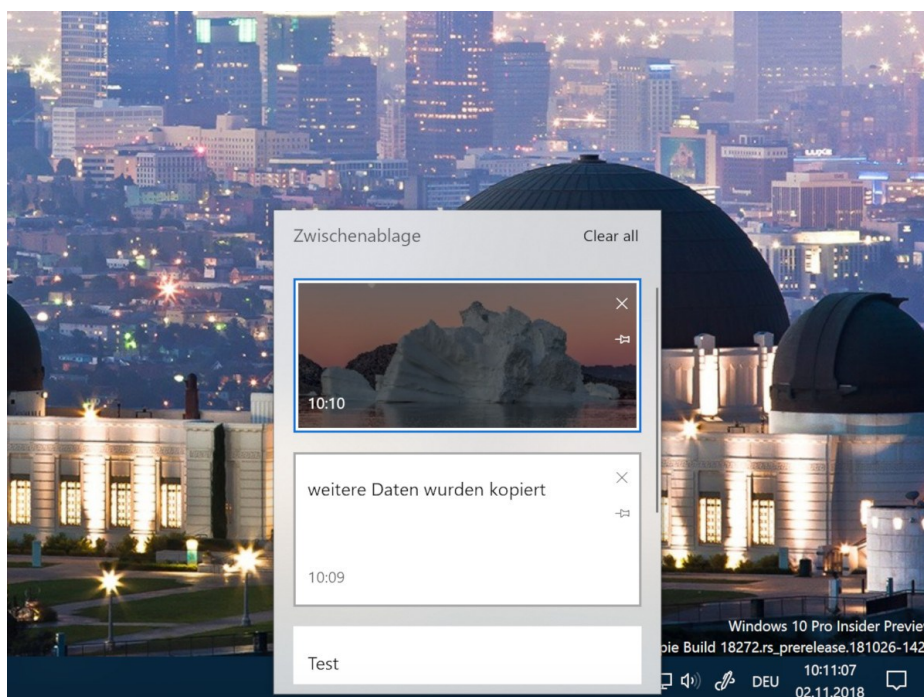 Zwischenablage Clear all
10:10
weitere Daten wurden kopiert
10:09
Test
Windows 10 Pro Insider Previe
pie Build 18272.rs_prerelease.181026-142
DEU 10:11:07
02.11.2018